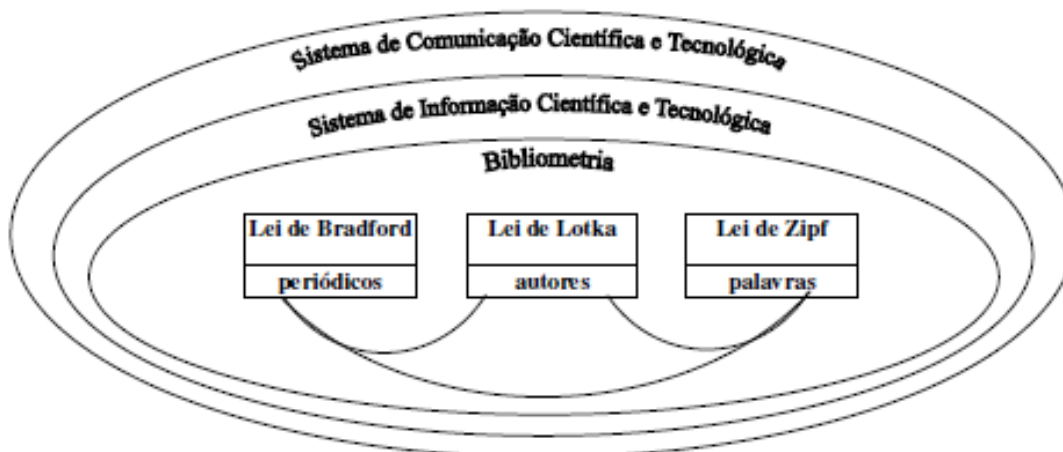 Sistema de Comunicação Científica e Tecnológica
Sistema de Informação Científica e Tecnológica
Bibliometria
Lei de Bradford
periódicos
Lei de Lotka
autores
Lei de Zipf
palavras